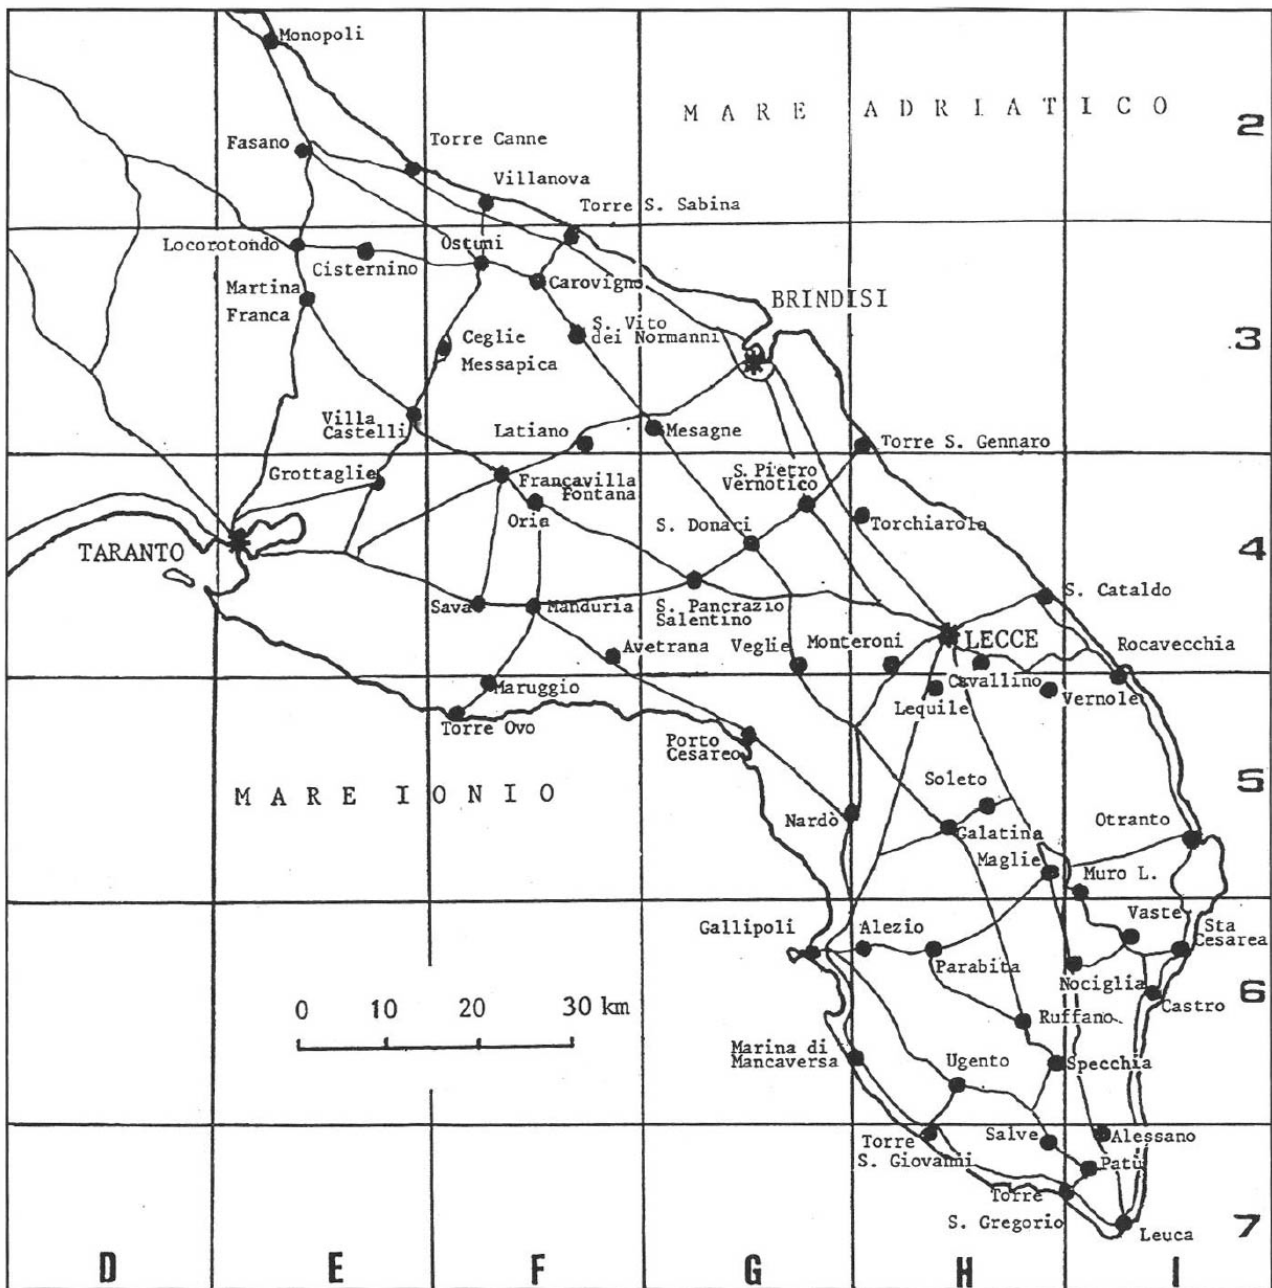 Monopoli
MARE ADRIATICO
2
Fasano
Torre Canne
Villanova
Torre S. Sabina
Locorotondo
Cisternino
Ostuni
Martina
Franca
Carovigno
BRINDISI
S. Vito
dei Normanni
Ceglie
Messapica
3
Villa
Castelli
Latiano
Mesagne
Torre S. Gennaro
Grottaglie
Francavilla
Fontana
S. Pietro
Vernotico
Oria
S. Donaci
Torchiarolo
TARANTO
4
Sava
Manduria
S. Pancrazio
Salentino
S. Cataldo
Avetrana
Veglie
Monteroni
LECCE
Rocavecchia
Maruggio
Cavallino
Lequile
Vernole
Torre Ovo
Porto
Cesareo
MARE IONIO
Soleto
5
Nardò
Galatina
Otranto
Maglie
Muro L.
Gallipoli
Alezio
Vaste
Sta
Cesarea
Parabita
Nociglia
6
Castro
0 10 20 30 km
Ruffano
Marina di
Mancaversa
Ugento
Specchia
Torre
S. Giovanni
Salve
Alessano
Patù
Torre
S. Gregorio
Leuca
7
D E F G H I